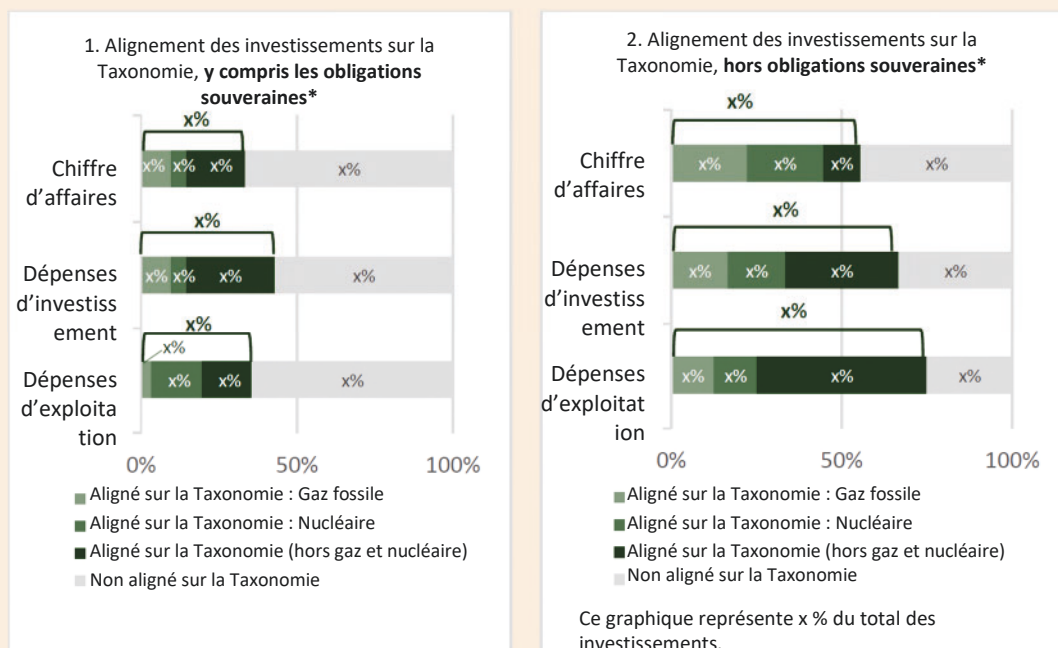 1. Alignement des investissements sur la
Taxonomie, y compris les obligations
souveraines*
x%
Chiffre
d'affaires
x% x% x% x%
x%
Dépenses
d'investiss
ement
x% x% x% x%
x%
x%
Dépenses
d'exploita
tion
x% x% x%
0% 50% 100%
Aligné sur la Taxonomie : Gaz fossile
Aligné sur la Taxonomie : Nucléaire
Aligné sur la Taxonomie (hors gaz et nucléaire)
Non aligné sur la Taxonomie
2. Alignement des investissements sur la
Taxonomie, hors obligations souveraines*
x%
Chiffre
d'affaires
x% x% x% x%
x%
Dépenses
d'investiss
ement
x% x% x% x%
x%
Dépenses
d'exploitat
ion
x% x% x% x%
0% 50% 100%
Aligné sur la Taxonomie : Gaz fossile
Aligné sur la Taxonomie : Nucléaire
Aligné sur la Taxonomie (hors gaz et nucléaire)
Non aligné sur la Taxonomie
Ce graphique représente x % du total des
investissements.